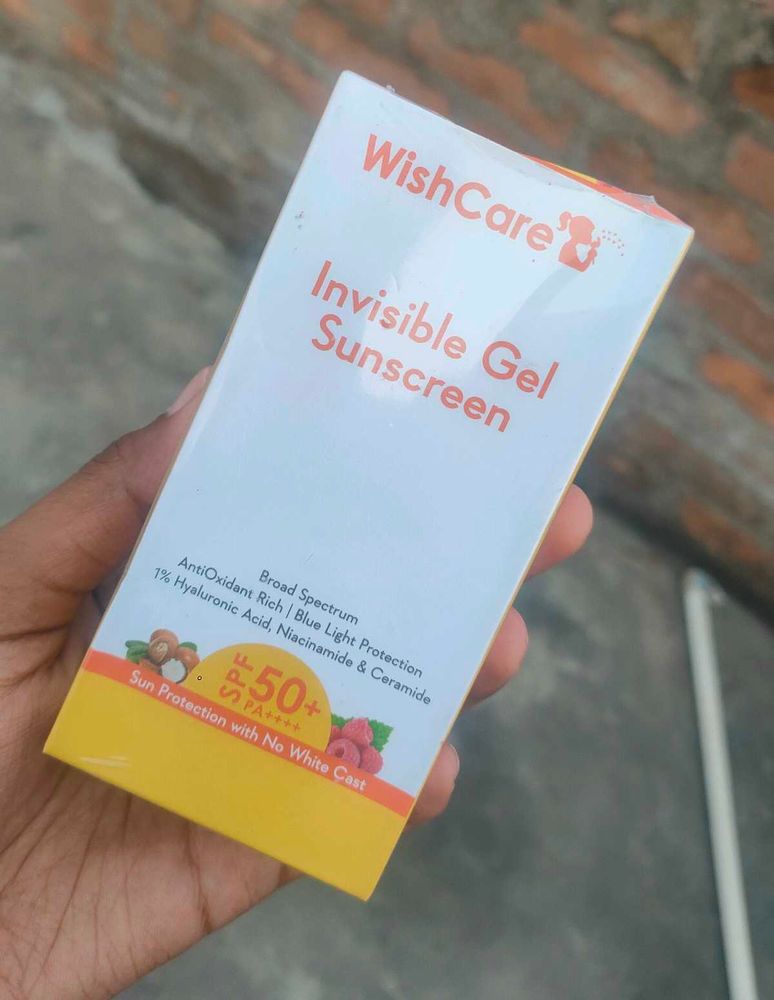 WishCare
Invisible Gel
Sunscreen
Broad Spectrum
AntiOxidant Rich | Blue Light Protection
1% Hyaluronic Acid, Niacinamide & Ceramide
SPF 50+
PA++++
Sun Protection with No White Cast